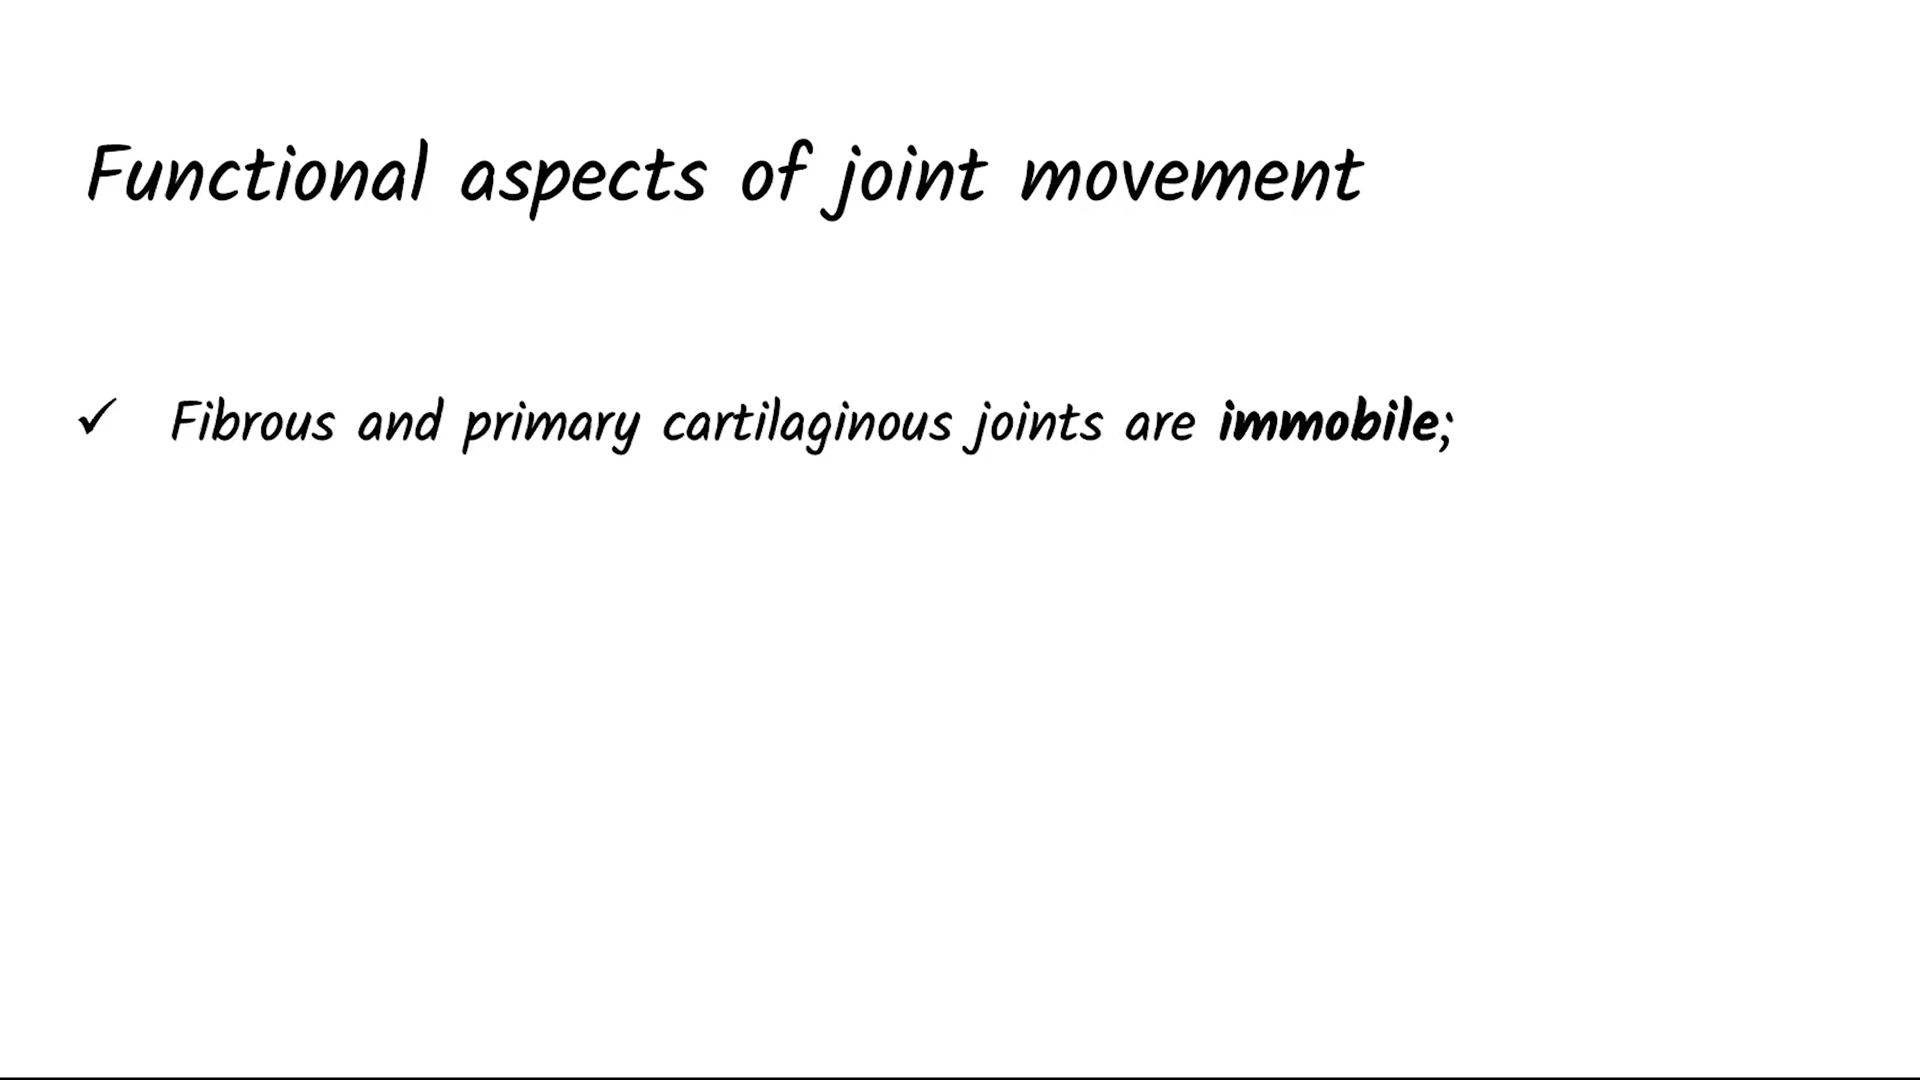 Functional aspects of joint movement
✓ Fibrous and primary cartilaginous joints are immobile;